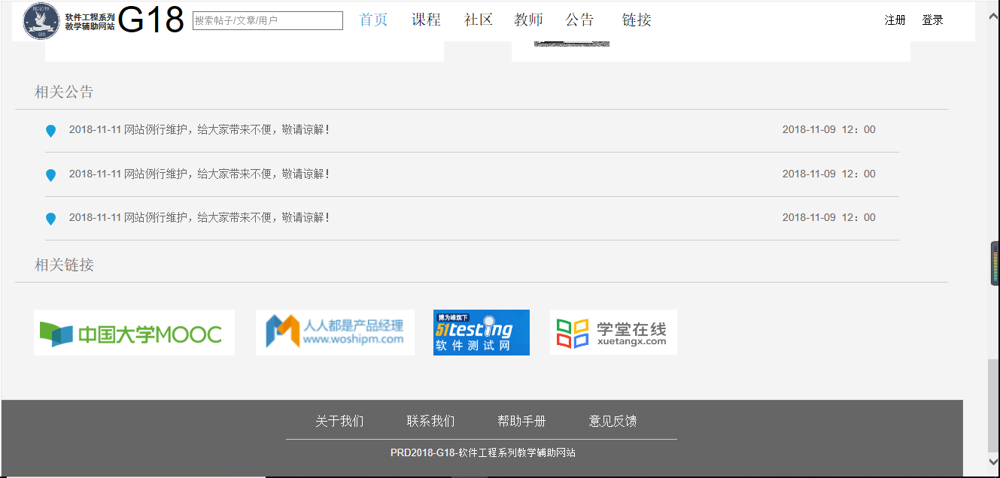 PRD2018
G18
软件工程系列
教学辅助网站
G18
搜索帖子/文章/用户
首页 课程 社区 教师 公告 链接
注册 登录
相关公告
2018-11-11 网站例行维护，给大家带来不便，敬请谅解！ 2018-11-09 12：00
2018-11-11 网站例行维护，给大家带来不便，敬请谅解！ 2018-11-09 12：00
2018-11-11 网站例行维护，给大家带来不便，敬请谅解！ 2018-11-09 12：00
相关链接
中国大学MOOC
人人都是产品经理
www.woshipm.com
博为峰旗下
51testing
软件测试网
学堂在线
xuetangx.com
关于我们 联系我们 帮助手册 意见反馈
PRD2018-G18-软件工程系列教学辅助网站